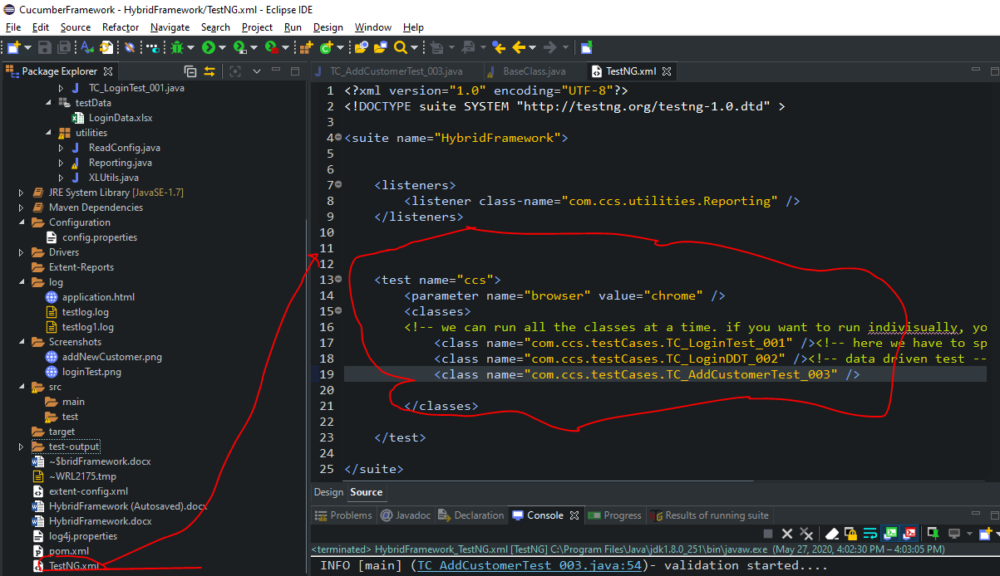 CucumberFramework - HybridFramework/TestNG.xml - Eclipse IDE
File Edit Source Refactor Navigate Search Project Run Design Window Help
Package Explorer
TC_LoginTest_001.java
testData
LoginData.xlsx
utilities
ReadConfig.java
Reporting.java
XLUtils.java
JRE System Library [JavaSE-1.7]
Maven Dependencies
Configuration
config.properties
Drivers
Extent-Reports
log
application.html
testlog.log
testlog1.log
Screenshots
addNewCustomer.png
loginTest.png
src
main
test
target
test-output
~$bridFramework.docx
~WRL2175.tmp
extent-config.xml
HybridFramework (Autosaved).docx
HybridFramework.docx
log4j.properties
pom.xml
TestNG.xml
TC_AddCustomerTest_003.java BaseClass.java TestNG.xml
1 <?xml version="1.0" encoding="UTF-8"?>
2 <!DOCTYPE suite SYSTEM "http://testng.org/testng-1.0.dtd" >
3
4 <suite name="HybridFramework">
5
6
7 <listeners>
8 <listener class-name="com.ccs.utilities.Reporting" />
9 </listeners>
10
11
12
13 <test name="ccs">
14 <parameter name="browser" value="chrome" />
15 <classes>
16 <!-- we can run all the classes at a time. if you want to run indivisually, yo
17 <class name="com.ccs.testCases.TC_LoginTest_001" /><!-- here we have to sp
18 <class name="com.ccs.testCases.TC_LoginDDT_002" /><!-- data driven test --
19 <class name="com.ccs.testCases.TC_AddCustomerTest_003" />
20
21 </classes>
22
23 </test>
24
25 </suite>
Design Source
Problems Javadoc Declaration Console Progress Results of running suite
<terminated> HybridFramework_TestNG.xml [TestNG] C:\Program Files\Java\jdk1.8.0_251\bin\javaw.exe (May 27, 2020, 4:02:30 PM – 4:03:05 PM)
INFO [main] (TC_AddCustomerTest_003.java:54)- validation started....